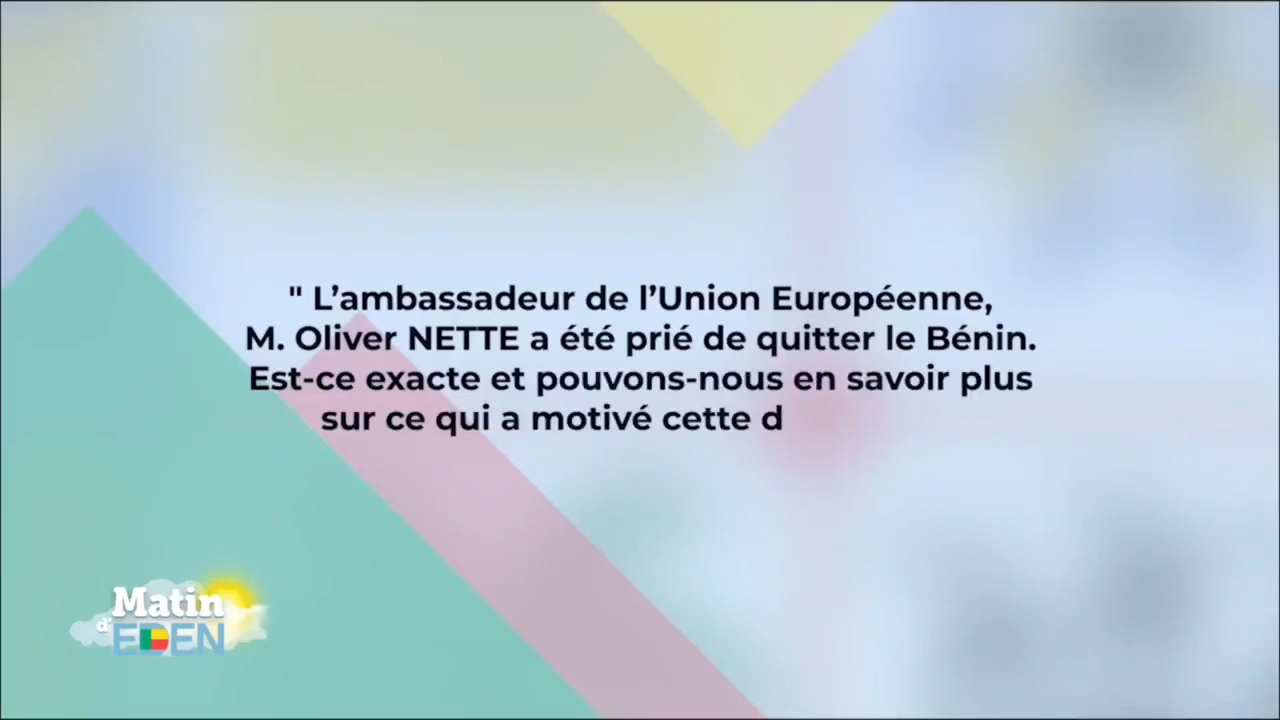 " L’ambassadeur de l’Union Européenne,
M. Oliver NETTE a été prié de quitter le Bénin.
Est-ce exacte et pouvons-nous en savoir plus
sur ce qui a motivé cette d
Matin
d'EDEN